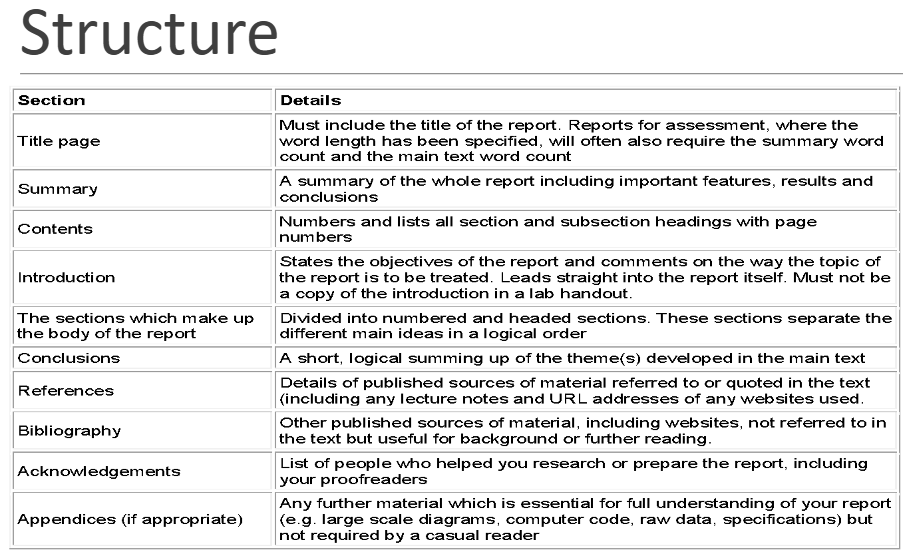 Structure
Section
Details
Title page
Must include the title of the report. Reports for assessment, where the
word length has been specified, will often also require the summary word
count and the main text word count
Summary
A summary of the whole report including important features, results and
conclusions
Contents
Numbers and lists all section and subsection headings with page
numbers
Introduction
States the objectives of the report and comments on the way the topic of
the report is to be treated. Leads straight into the report itself. Must not be
a copy of the introduction in a lab handout.
The sections which make up
the body of the report
Divided into numbered and headed sections. These sections separate the
different main ideas in a logical order
Conclusions
A short, logical summing up of the theme(s) developed in the main text
References
Details of published sources of material referred to or quoted in the text
(including any lecture notes and URL addresses of any websites used.
Bibliography
Other published sources of material, including websites, not referred to in
the text but useful for background or further reading.
Acknowledgements
List of people who helped you research or prepare the report, including
your proofreaders
Appendices (if appropriate)
Any further material which is essential for full understanding of your report
(e.g. large scale diagrams, computer code, raw data, specifications) but
not required by a casual reader